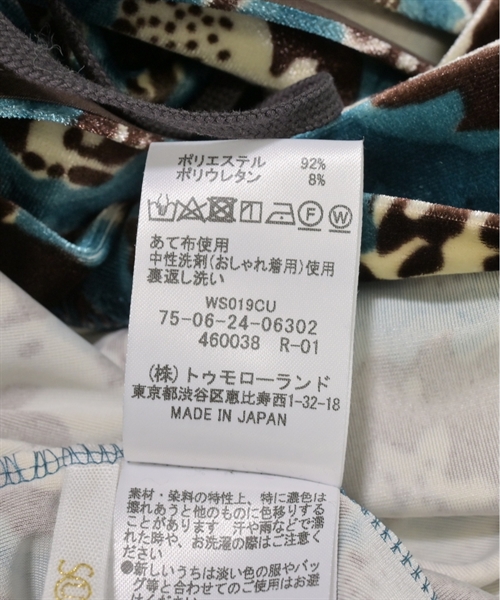 ポリエステル 92%
ポリウレタン 8%
あて布使用
中性洗剤(おしゃれ着用)使用
裏返し洗い
WS019CU
75-06-24-06302
460038 R-01
(株)トゥモローランド
東京都渋谷区恵比寿西1-32-18
MADE IN JAPAN
素材・染料の特性上、特に濃色は
擦れあうと他のものに色移りする
ことがあります 汗や雨などで濡
れた時や、お洗濯の際はご注意く
ださい
●新しいうちは淡い色の服やバッ
グ等と合わせてのご使用はお避
けください